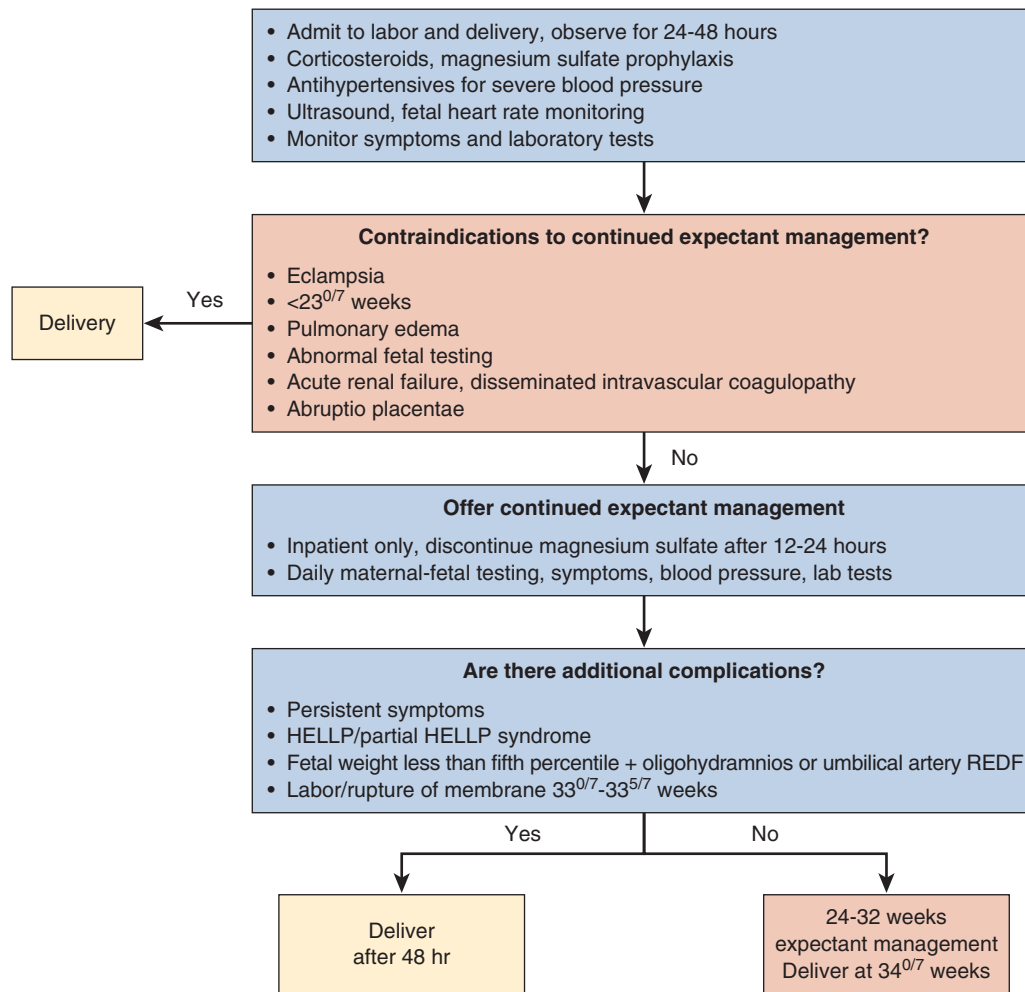 • Admit to labor and delivery, observe for 24-48 hours
• Corticosteroids, magnesium sulfate prophylaxis
• Antihypertensives for severe blood pressure
• Ultrasound, fetal heart rate monitoring
• Monitor symptoms and laboratory tests
Contraindications to continued expectant management?
• Eclampsia
• <23^0/7 weeks
• Pulmonary edema
• Abnormal fetal testing
• Acute renal failure, disseminated intravascular coagulopathy
• Abruptio placentae
Yes
Delivery
No
Offer continued expectant management
• Inpatient only, discontinue magnesium sulfate after 12-24 hours
• Daily maternal-fetal testing, symptoms, blood pressure, lab tests
Are there additional complications?
• Persistent symptoms
• HELLP/partial HELLP syndrome
• Fetal weight less than fifth percentile + oligohydramnios or umbilical artery REDF
• Labor/rupture of membrane 33^0/7-33^5/7 weeks
Yes
No
Deliver
after 48 hr
24-32 weeks
expectant management
Deliver at 34^0/7 weeks